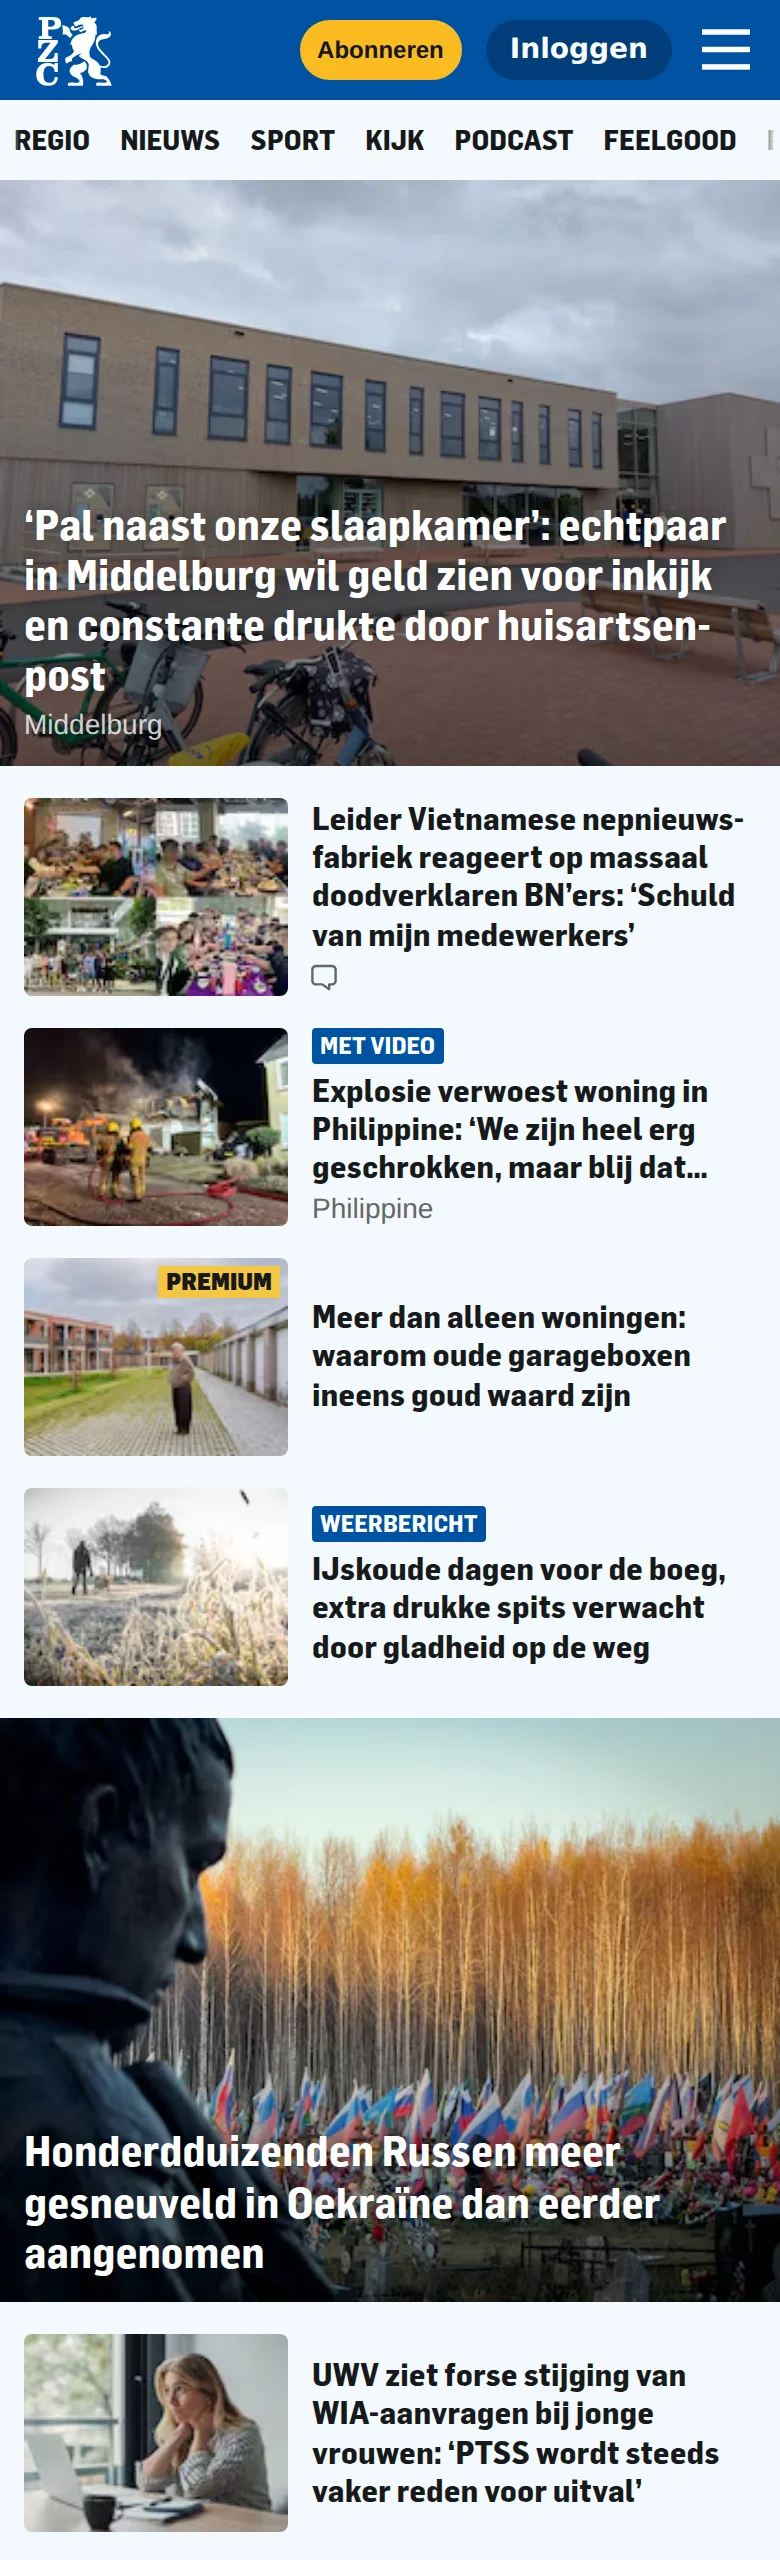 PZC
Abonneren
Inloggen
REGIO NIEUWS SPORT KIJK PODCAST FEELGOOD
‘Pal naast onze slaapkamer’: echtpaar
in Middelburg wil geld zien voor inkijk
en constante drukte door huisartsen-
post
Middelburg
Leider Vietnamese nepnieuws-
fabriek reageert op massaal
doodverklaren BN’ers: ‘Schuld
van mijn medewerkers’
MET VIDEO
Explosie verwoest woning in
Philippine: ‘We zijn heel erg
geschrokken, maar blij dat...
Philippine
PREMIUM
Meer dan alleen woningen:
waarom oude garageboxen
ineens goud waard zijn
WEERBERICHT
IJskoude dagen voor de boeg,
extra drukke spits verwacht
door gladheid op de weg
Honderdduizenden Russen meer
gesneuveld in Oekraïne dan eerder
aangenomen
UWV ziet forse stijging van
WIA-aanvragen bij jonge
vrouwen: ‘PTSS wordt steeds
vaker reden voor uitval’